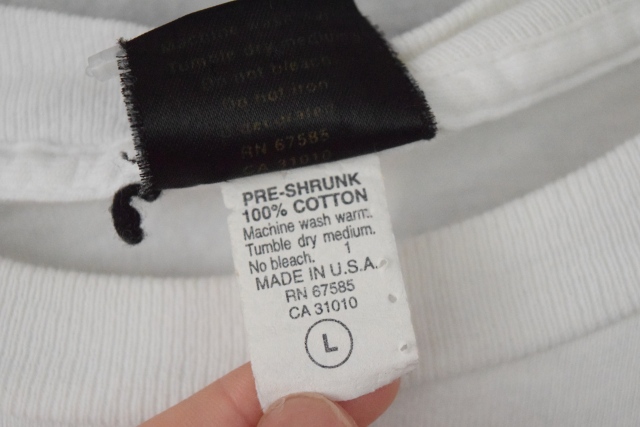 Machine wash warm
Tumble dry medium.
Do not bleach.
Do not iron
RN 67585
CA 31010
PRE-SHRUNK
100% COTTON
Machine wash warm.
Tumble dry medium.
No bleach. 1
MADE IN U.S.A.
RN 67585
CA 31010
L